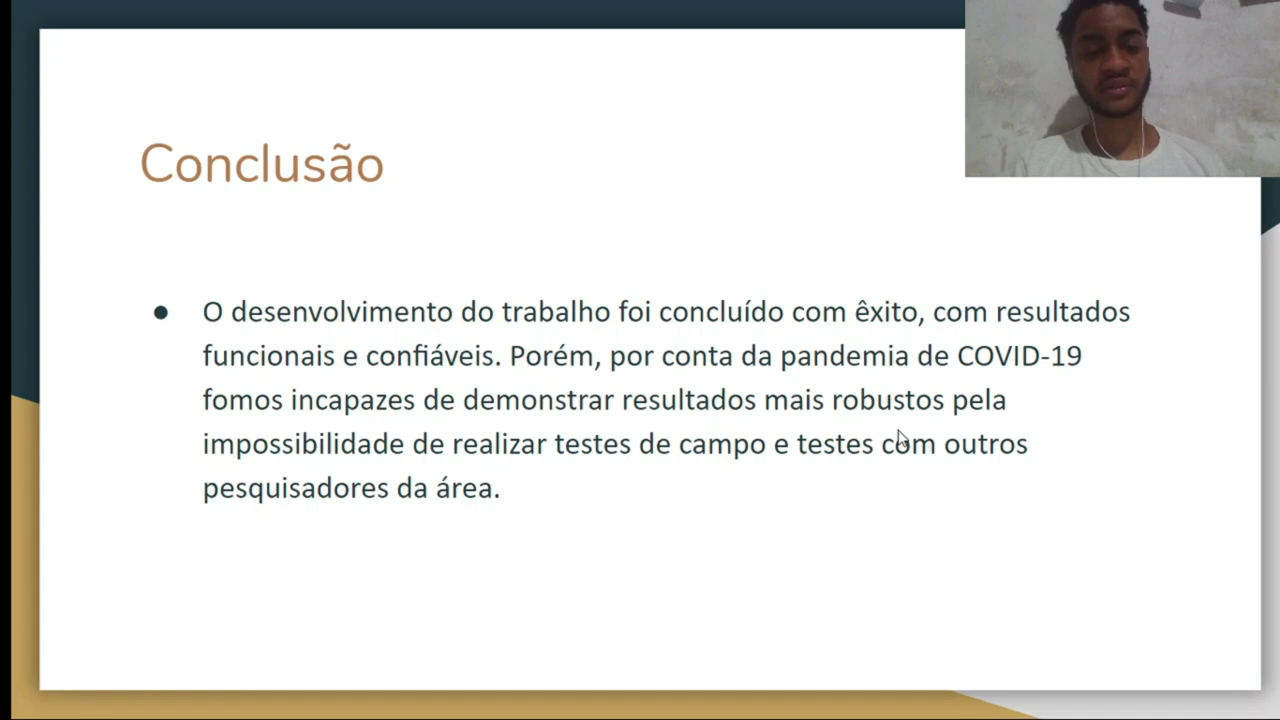 Conclusão
● O desenvolvimento do trabalho foi concluído com êxito, com resultados
funcionais e confiáveis. Porém, por conta da pandemia de COVID-19
fomos incapazes de demonstrar resultados mais robustos pela
impossibilidade de realizar testes de campo e testes com outros
pesquisadores da área.